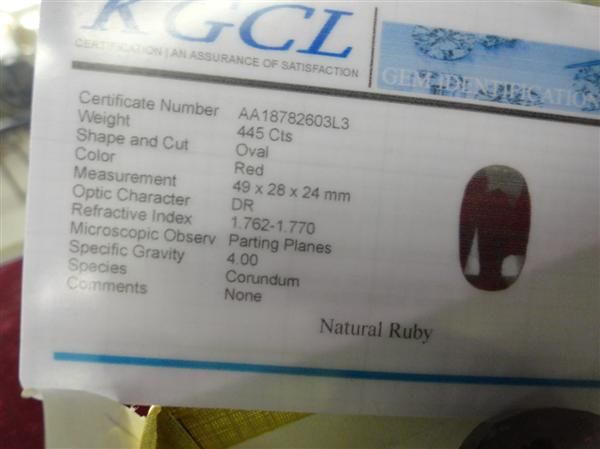 KGCL
CERTIFICATION | AN ASSURANCE OF SATISFACTION
GEM IDENTIFICATION
Certificate Number AA18782603L3
Weight 445 Cts
Shape and Cut Oval
Color Red
Measurement 49 x 28 x 24 mm
Optic Character DR
Refractive Index 1.762-1.770
Microscopic Observ Parting Planes
Specific Gravity 4.00
Species Corundum
Comments None
Natural Ruby